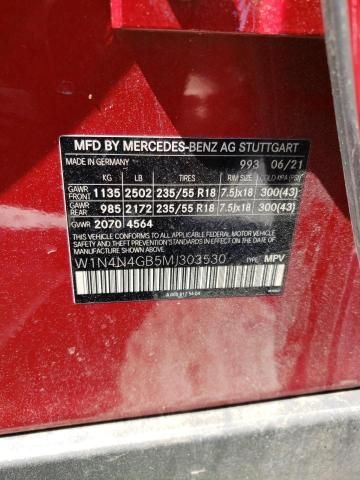 MFD BY MERCEDES-BENZ AG STUTTGART
MADE IN GERMANY 993 06/21
KG LB TIRES RIM SIZE COLD KPA (PSI)
GAWR FRONT 1135 2502 235/55 R18 7.5Jx18 300(43)
GAWR REAR 985 2172 235/55 R18 7.5Jx18 300(43)
GVWR 2070 4564
THIS VEHICLE CONFORMS TO ALL APPLICABLE FEDERAL MOTOR VEHICLE
SAFETY STANDARDS IN EFFECT ON THE DATE OF MANUFACTURE SHOWN ABOVE.
W1N4N4GB5MJ303530 TYPE: MPV